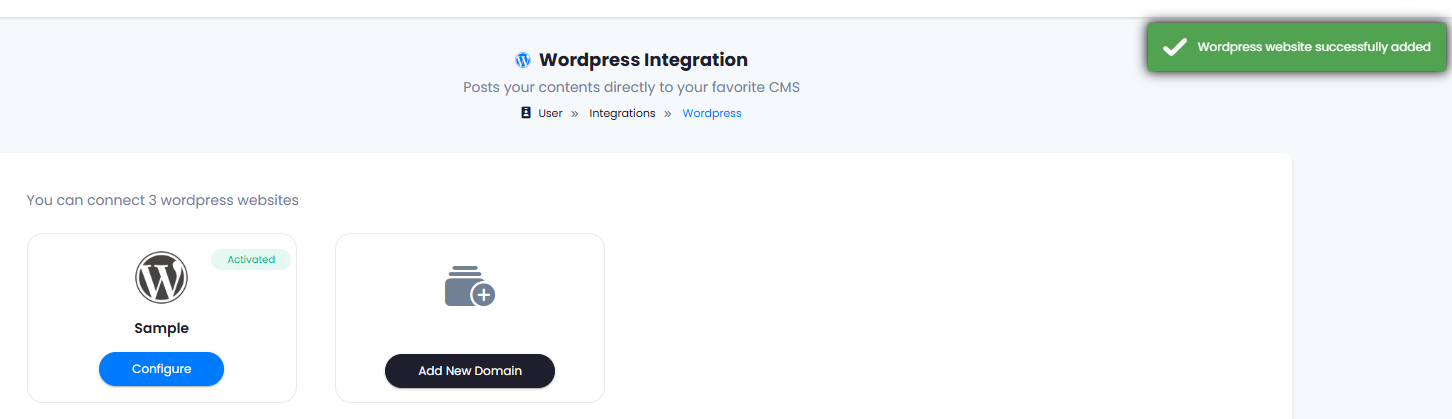 Wordpress website successfully added
Wordpress Integration
Posts your contents directly to your favorite CMS
User » Integrations » Wordpress
You can connect 3 wordpress websites
Activated
Sample
Configure
Add New Domain